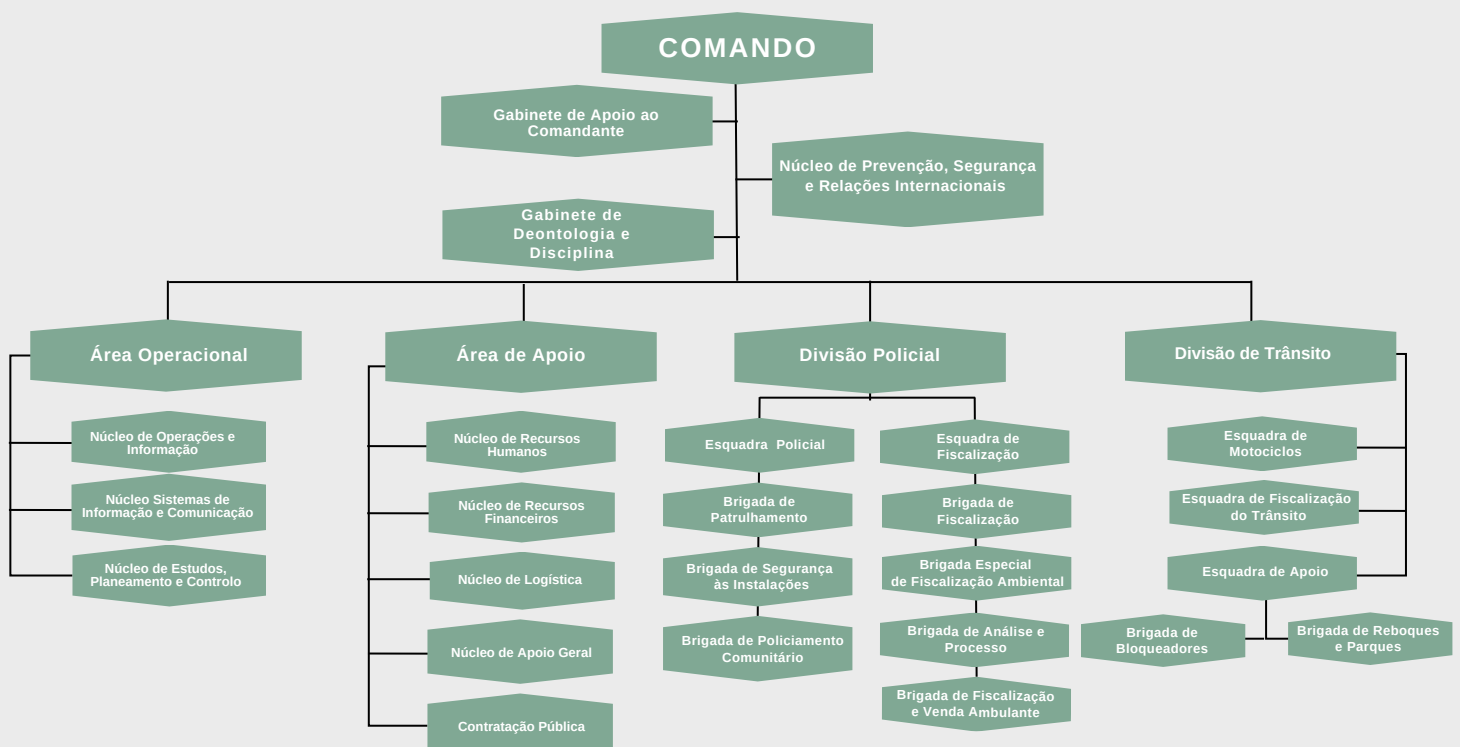 COMANDO
Gabinete de Apoio ao
Comandante
Núcleo de Prevenção, Segurança
e Relações Internacionais
Gabinete de
Deontologia e
Disciplina
Área Operacional
Área de Apoio
Divisão Policial
Divisão de Trânsito
Núcleo de Operações e
Informação
Núcleo Sistemas de
Informação e Comunicação
Núcleo de Estudos,
Planeamento e Controlo
Núcleo de Recursos
Humanos
Núcleo de Recursos
Financeiros
Núcleo de Logística
Núcleo de Apoio Geral
Contratação Pública
Esquadra Policial
Brigada de
Patrulhamento
Brigada de Segurança
às Instalações
Brigada de Policiamento
Comunitário
Esquadra de
Fiscalização
Brigada de
Fiscalização
Brigada Especial
de Fiscalização Ambiental
Brigada de Análise e
Processo
Brigada de Fiscalização
e Venda Ambulante
Esquadra de
Motociclos
Esquadra de Fiscalização
do Trânsito
Esquadra de Apoio
Brigada de
Bloqueadores
Brigada de Reboques
e Parques